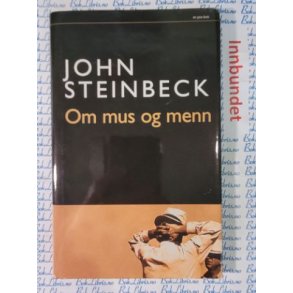 JOHN
STEINBECK
Om mus og menn
Innbundet